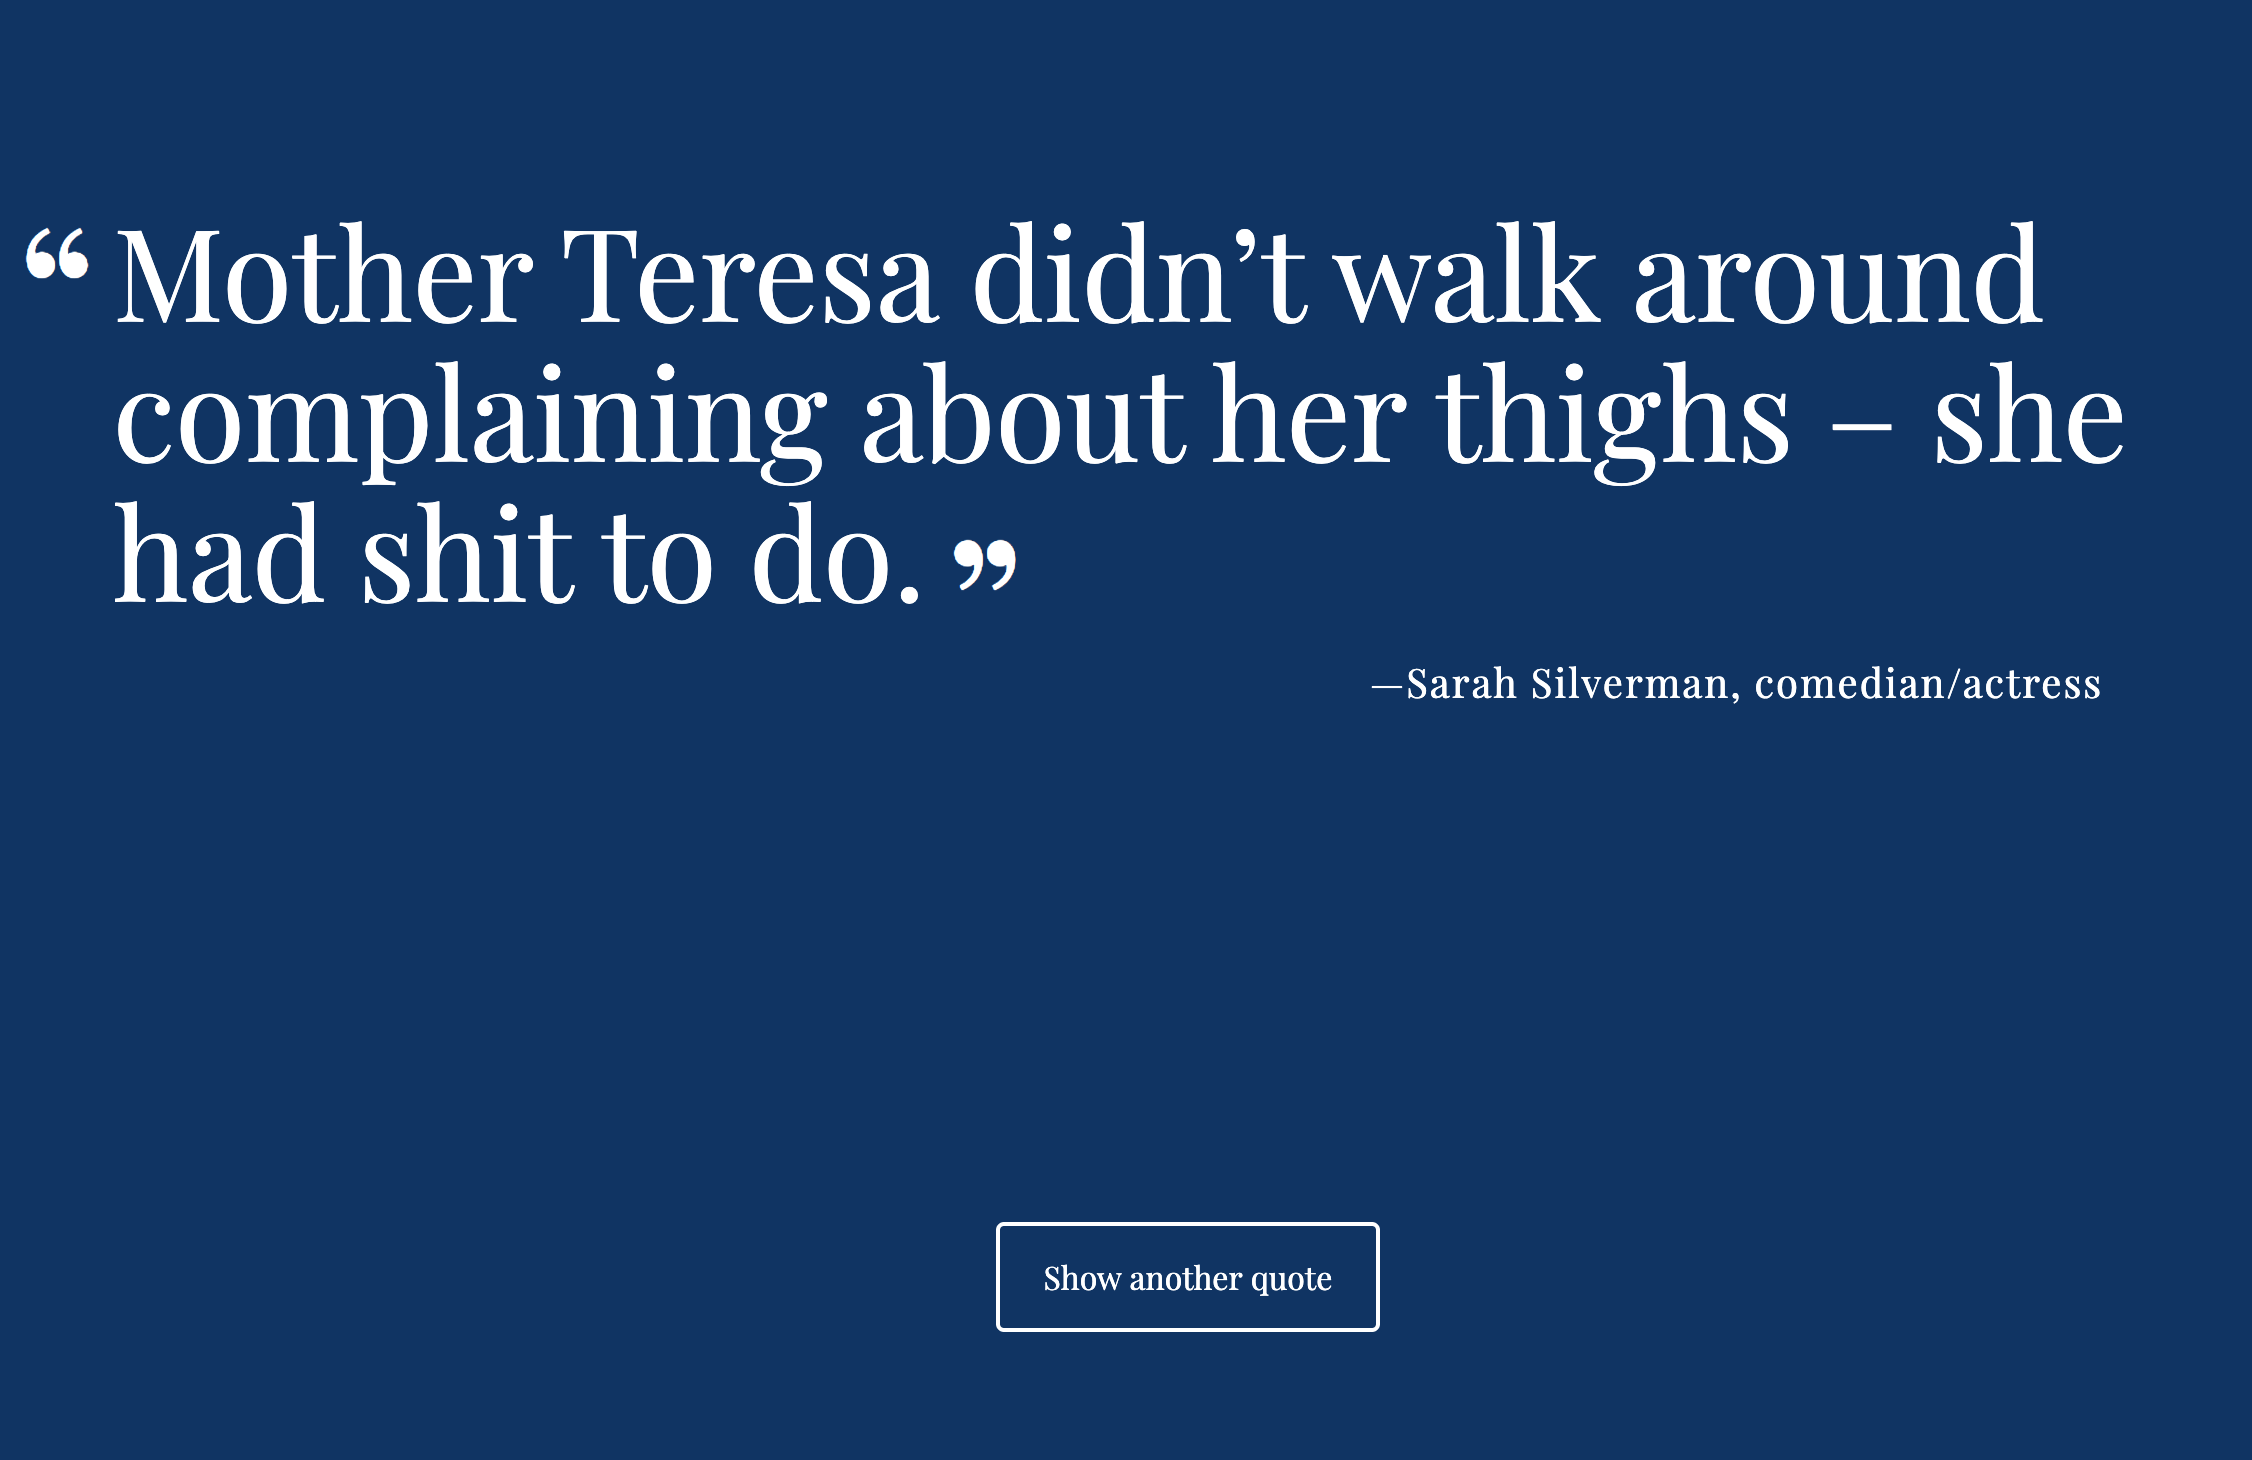 “Mother Teresa didn’t walk around
complaining about her thighs – she
had shit to do.”
—Sarah Silverman, comedian/actress
Show another quote